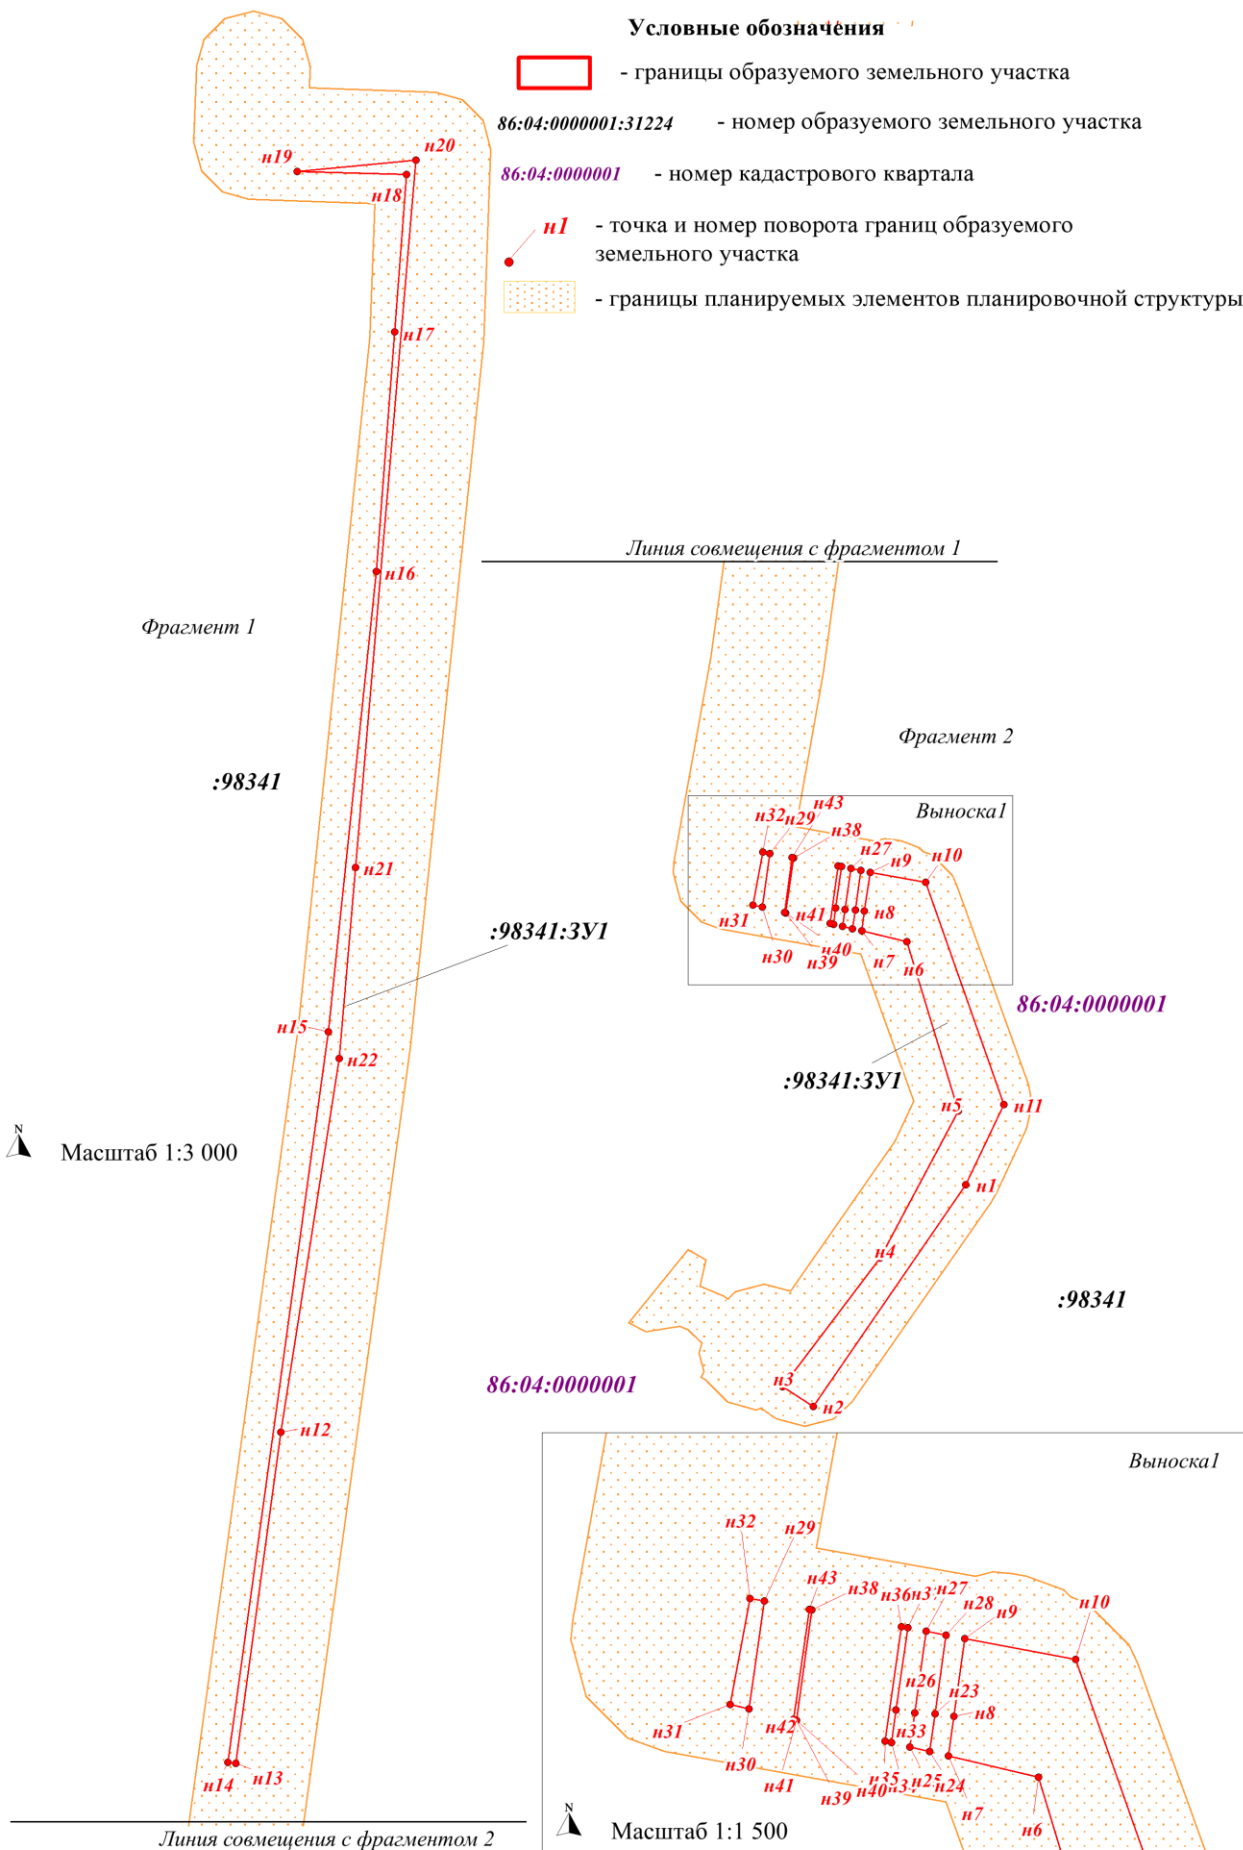 Условные обозначения
- границы образуемого земельного участка
86:04:0000001:31224 - номер образуемого земельного участка
86:04:0000001 - номер кадастрового квартала
н1 - точка и номер поворота границ образуемого
земельного участка
- границы планируемых элементов планировочной структуры
н19
н20
н18
н17
н16
Фрагмент 1
:98341
н21
:98341:ЗУ1
н15
н22
N
Масштаб 1:3 000
н12
н14
н13
Линия совмещения с фрагментом 2
Линия совмещения с фрагментом 1
Фрагмент 2
Выноска1
н43
н32
н29
н38
н27
н9
н10
н31
н41
н8
н30
н39
н40
н7
н6
86:04:0000001
:98341:ЗУ1
н5
н11
н1
н4
:98341
86:04:0000001
н3
н2
Выноска1
н32
н29
н43
н38
н36
н27
н28
н9
н10
н26
н23
н8
н31
н42
н33
н30
н41
н39
н40
н35
н25
н24
н7
н6
N
Масштаб 1:1 500